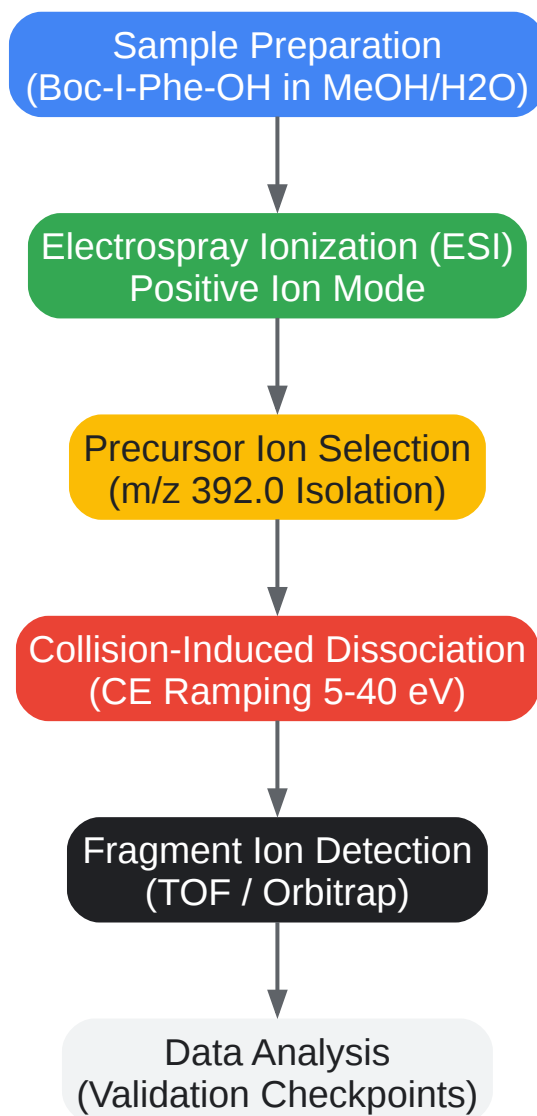 Sample Preparation
(Boc-I-Phe-OH in MeOH/H2O)
Electrospray Ionization (ESI)
Positive Ion Mode
Precursor Ion Selection
(m/z 392.0 Isolation)
Collision-Induced Dissociation
(CE Ramping 5-40 eV)
Fragment Ion Detection
(TOF / Orbitrap)
Data Analysis
(Validation Checkpoints)